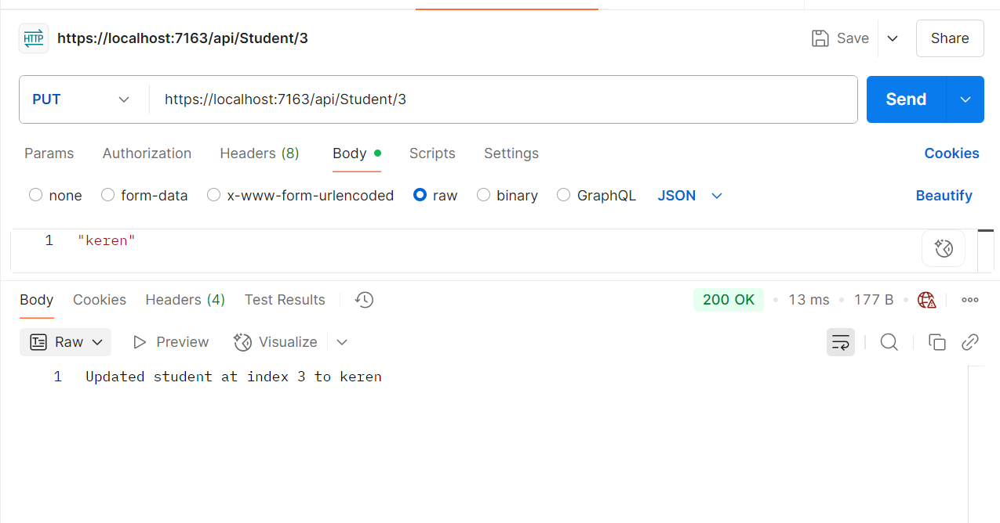 HTTP https://localhost:7163/api/Student/3 Save Share
PUT https://localhost:7163/api/Student/3 Send
Params Authorization Headers (8) Body Scripts Settings Cookies
none form-data x-www-form-urlencoded raw binary GraphQL JSON Beautify
1 "keren"
Body Cookies Headers (4) Test Results 200 OK 13 ms 177 B
Raw Preview Visualize
1 Updated student at index 3 to keren